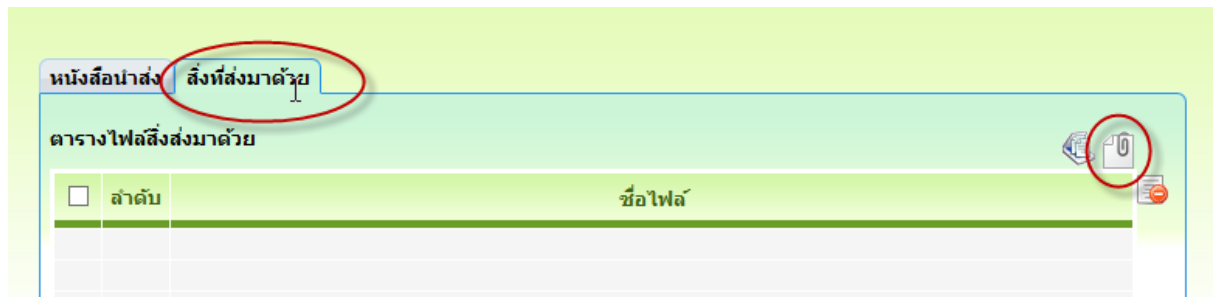 หนังสือนำส่ง สิ่งที่ส่งมาด้วย
ตารางไฟล์สิ่งส่งมาด้วย
ลำดับ ชื่อไฟล์